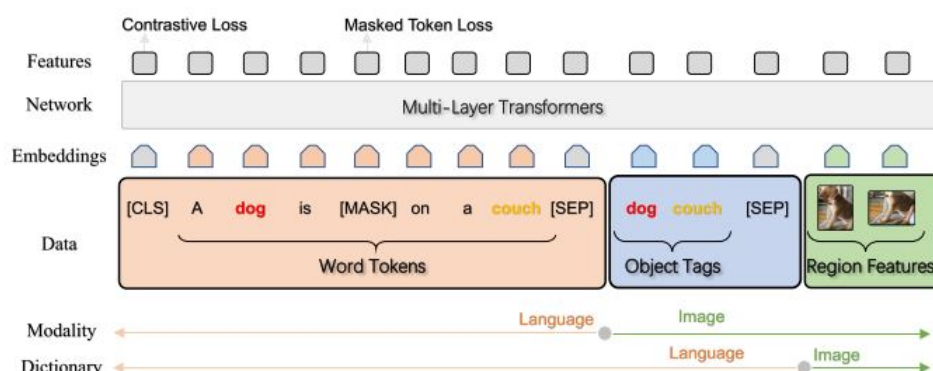 Contrastive Loss Masked Token Loss
Features
Network Multi-Layer Transformers
Embeddings
[CLS] A dog is [MASK] on a couch [SEP] dog couch [SEP]
Data
Word Tokens Object Tags Region Features
Language Image
Modality
Language Image
Dictionary